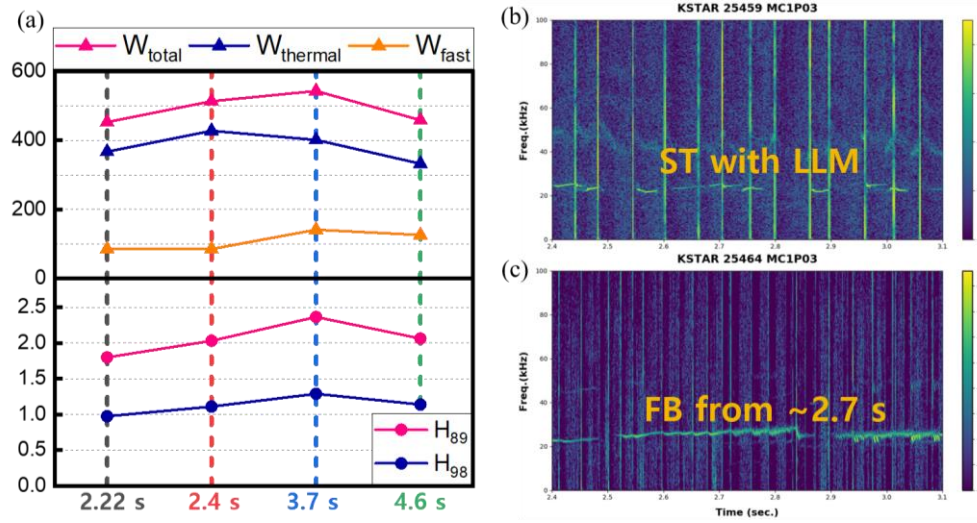 (a)
W_total W_thermal W_fast
600
400
200
0
2.5
2.0
1.5
1.0
0.5
0.0
H_89
H_98
2.22 s 2.4 s 3.7 s 4.6 s
(b)
KSTAR 25459 MC1P03
Freq.(kHz)
100
80
60
40
20
0
ST with LLM
2.4 2.5 2.6 2.7 2.8 2.9 3.0 3.1
(c)
KSTAR 25464 MC1P03
Freq.(kHz)
100
80
60
40
20
0
FB from ~2.7 s
2.4 2.5 2.6 2.7 2.8 2.9 3.0 3.1
Time (sec.)